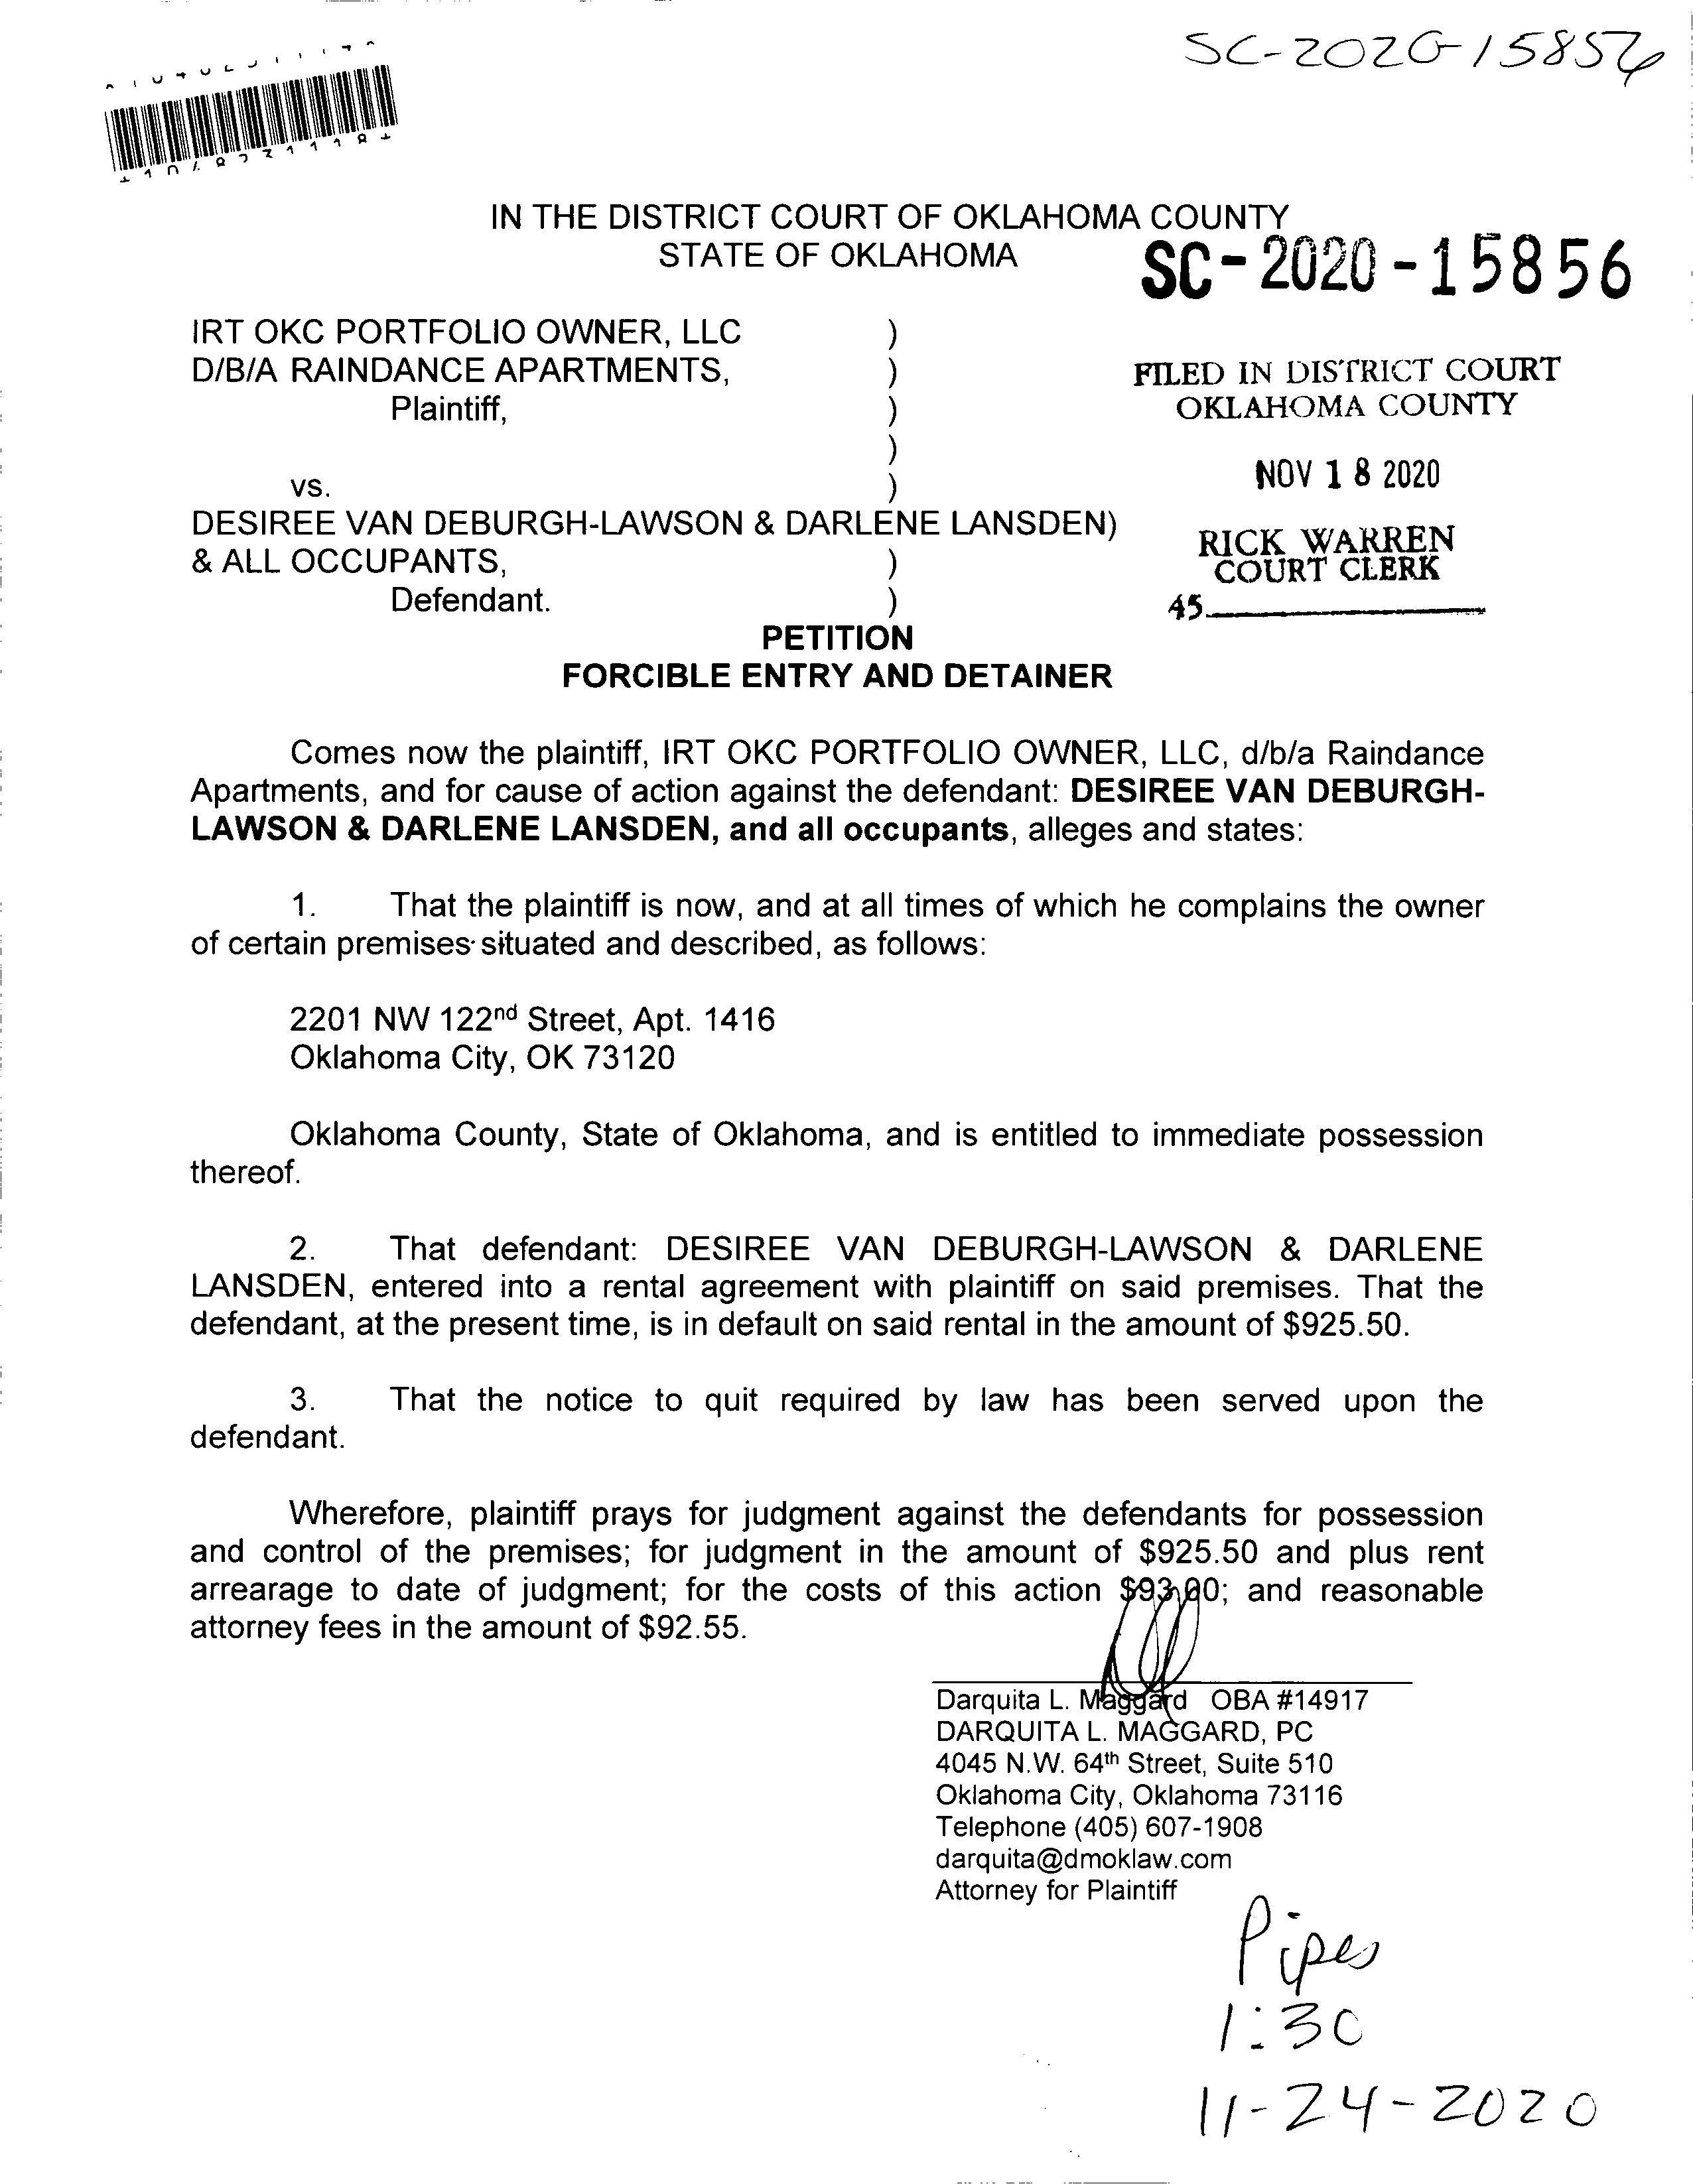 SC-2020-15856
IN THE DISTRICT COURT OF OKLAHOMA COUNTY
STATE OF OKLAHOMA
SC-2020-15856
IRT OKC PORTFOLIO OWNER, LLC )
D/B/A RAINDANCE APARTMENTS, )
Plaintiff, )
)
vs. )
DESIREE VAN DEBURGH-LAWSON & DARLENE LANSDEN)
& ALL OCCUPANTS, )
Defendant. )
FILED IN DISTRICT COURT
OKLAHOMA COUNTY
NOV 18 2020
RICK WARREN
COURT CLERK
45
PETITION
FORCIBLE ENTRY AND DETAINER
Comes now the plaintiff, IRT OKC PORTFOLIO OWNER, LLC, d/b/a Raindance
Apartments, and for cause of action against the defendant: DESIREE VAN DEBURGH-
LAWSON & DARLENE LANSDEN, and all occupants, alleges and states:
1. That the plaintiff is now, and at all times of which he complains the owner
of certain premises situated and described, as follows:
2201 NW 122nd Street, Apt. 1416
Oklahoma City, OK 73120
Oklahoma County, State of Oklahoma, and is entitled to immediate possession
thereof.
2. That defendant: DESIREE VAN DEBURGH-LAWSON & DARLENE
LANSDEN, entered into a rental agreement with plaintiff on said premises. That the
defendant, at the present time, is in default on said rental in the amount of $925.50.
3. That the notice to quit required by law has been served upon the
defendant.
Wherefore, plaintiff prays for judgment against the defendants for possession
and control of the premises; for judgment in the amount of $925.50 and plus rent
arrearage to date of judgment; for the costs of this action $93.00; and reasonable
attorney fees in the amount of $92.55.
Darquita L. Maggard OBA #14917
DARQUITA L. MAGGARD, PC
4045 N.W. 64th Street, Suite 510
Oklahoma City, Oklahoma 73116
Telephone (405) 607-1908
darquita@dmoklaw.com
Attorney for Plaintiff
Pipes
1:30
11-24-2020